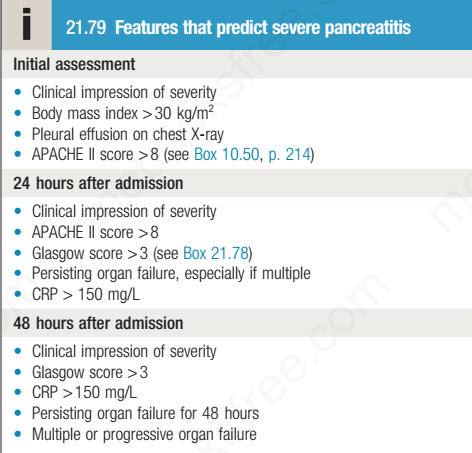 i
21.79 Features that predict severe pancreatitis
Initial assessment
• Clinical impression of severity
• Body mass index >30 kg/m²
• Pleural effusion on chest X-ray
• APACHE II score >8 (see Box 10.50, p. 214)
24 hours after admission
• Clinical impression of severity
• APACHE II score >8
• Glasgow score >3 (see Box 21.78)
• Persisting organ failure, especially if multiple
• CRP > 150 mg/L
48 hours after admission
• Clinical impression of severity
• Glasgow score >3
• CRP >150 mg/L
• Persisting organ failure for 48 hours
• Multiple or progressive organ failure